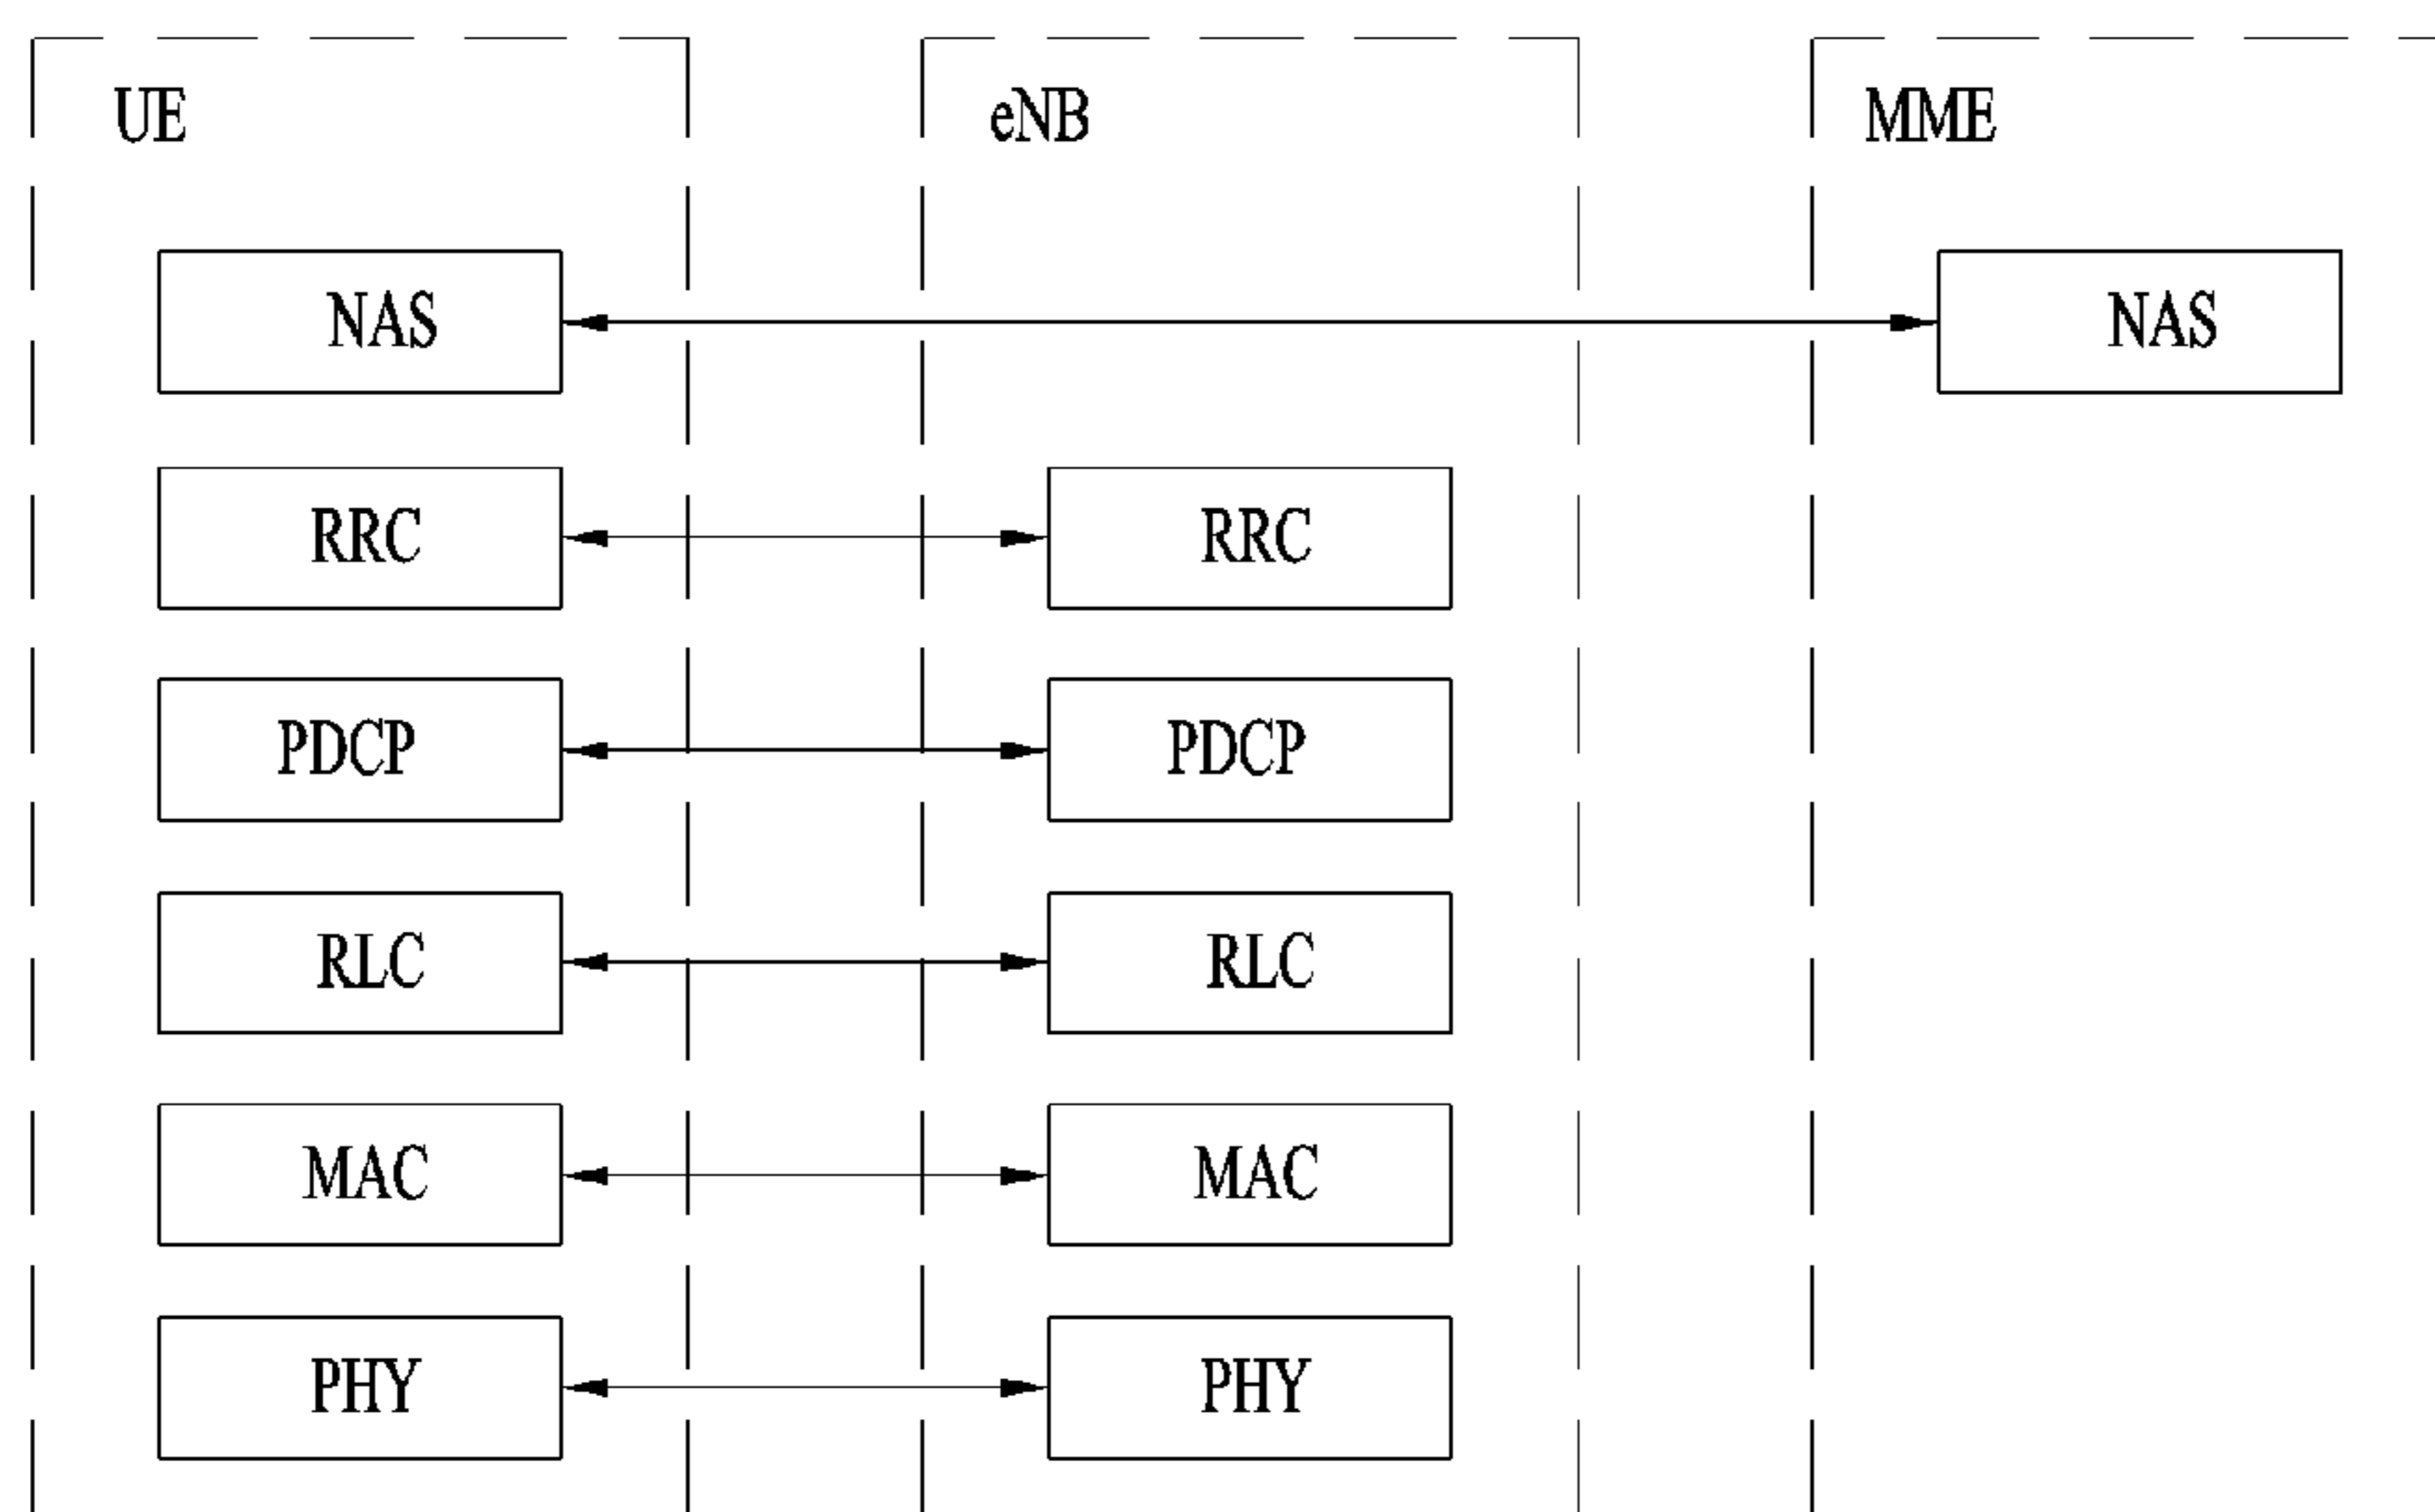 UE eNB MME
NAS NAS
RRC RRC
PDCP PDCP
RLC RLC
MAC MAC
PHY PHY